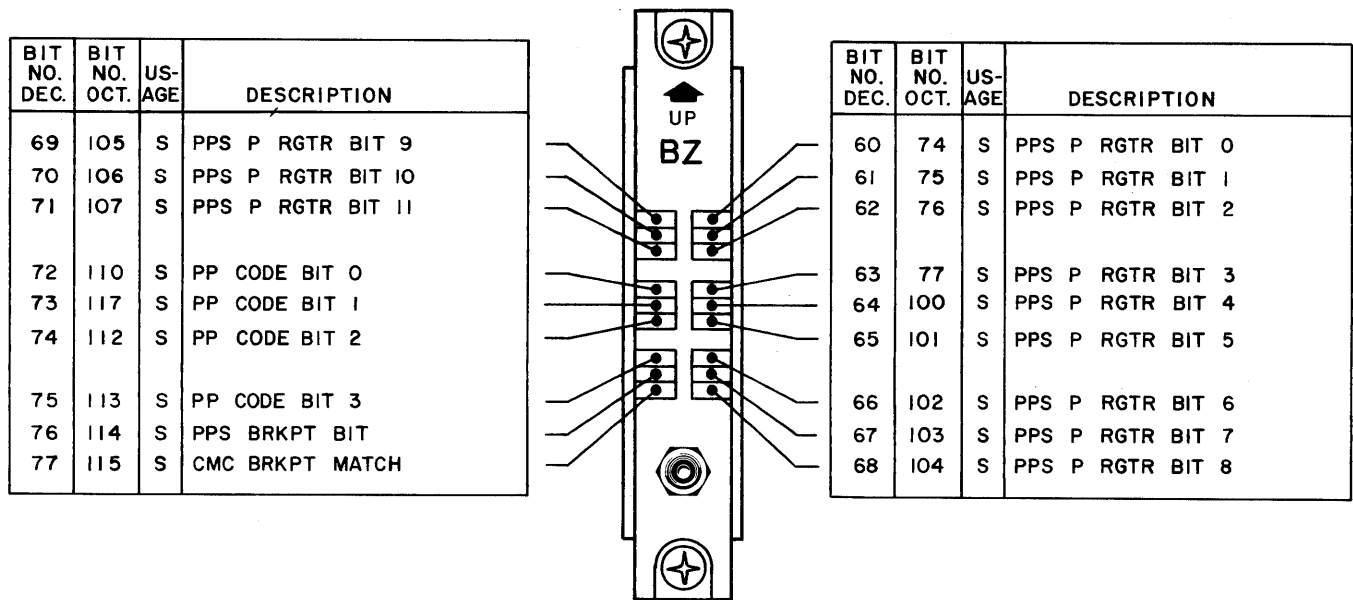 BIT NO. DEC. BIT NO. OCT. US-AGE DESCRIPTION
69 105 S PPS P RGTR BIT 9
70 106 S PPS P RGTR BIT 10
71 107 S PPS P RGTR BIT 11
72 110 S PP CODE BIT 0
73 117 S PP CODE BIT 1
74 112 S PP CODE BIT 2
75 113 S PP CODE BIT 3
76 114 S PPS BRKPT BIT
77 115 S CMC BRKPT MATCH
UP
BZ
BIT NO. DEC. BIT NO. OCT. US-AGE DESCRIPTION
60 74 S PPS P RGTR BIT 0
61 75 S PPS P RGTR BIT 1
62 76 S PPS P RGTR BIT 2
63 77 S PPS P RGTR BIT 3
64 100 S PPS P RGTR BIT 4
65 101 S PPS P RGTR BIT 5
66 102 S PPS P RGTR BIT 6
67 103 S PPS P RGTR BIT 7
68 104 S PPS P RGTR BIT 8